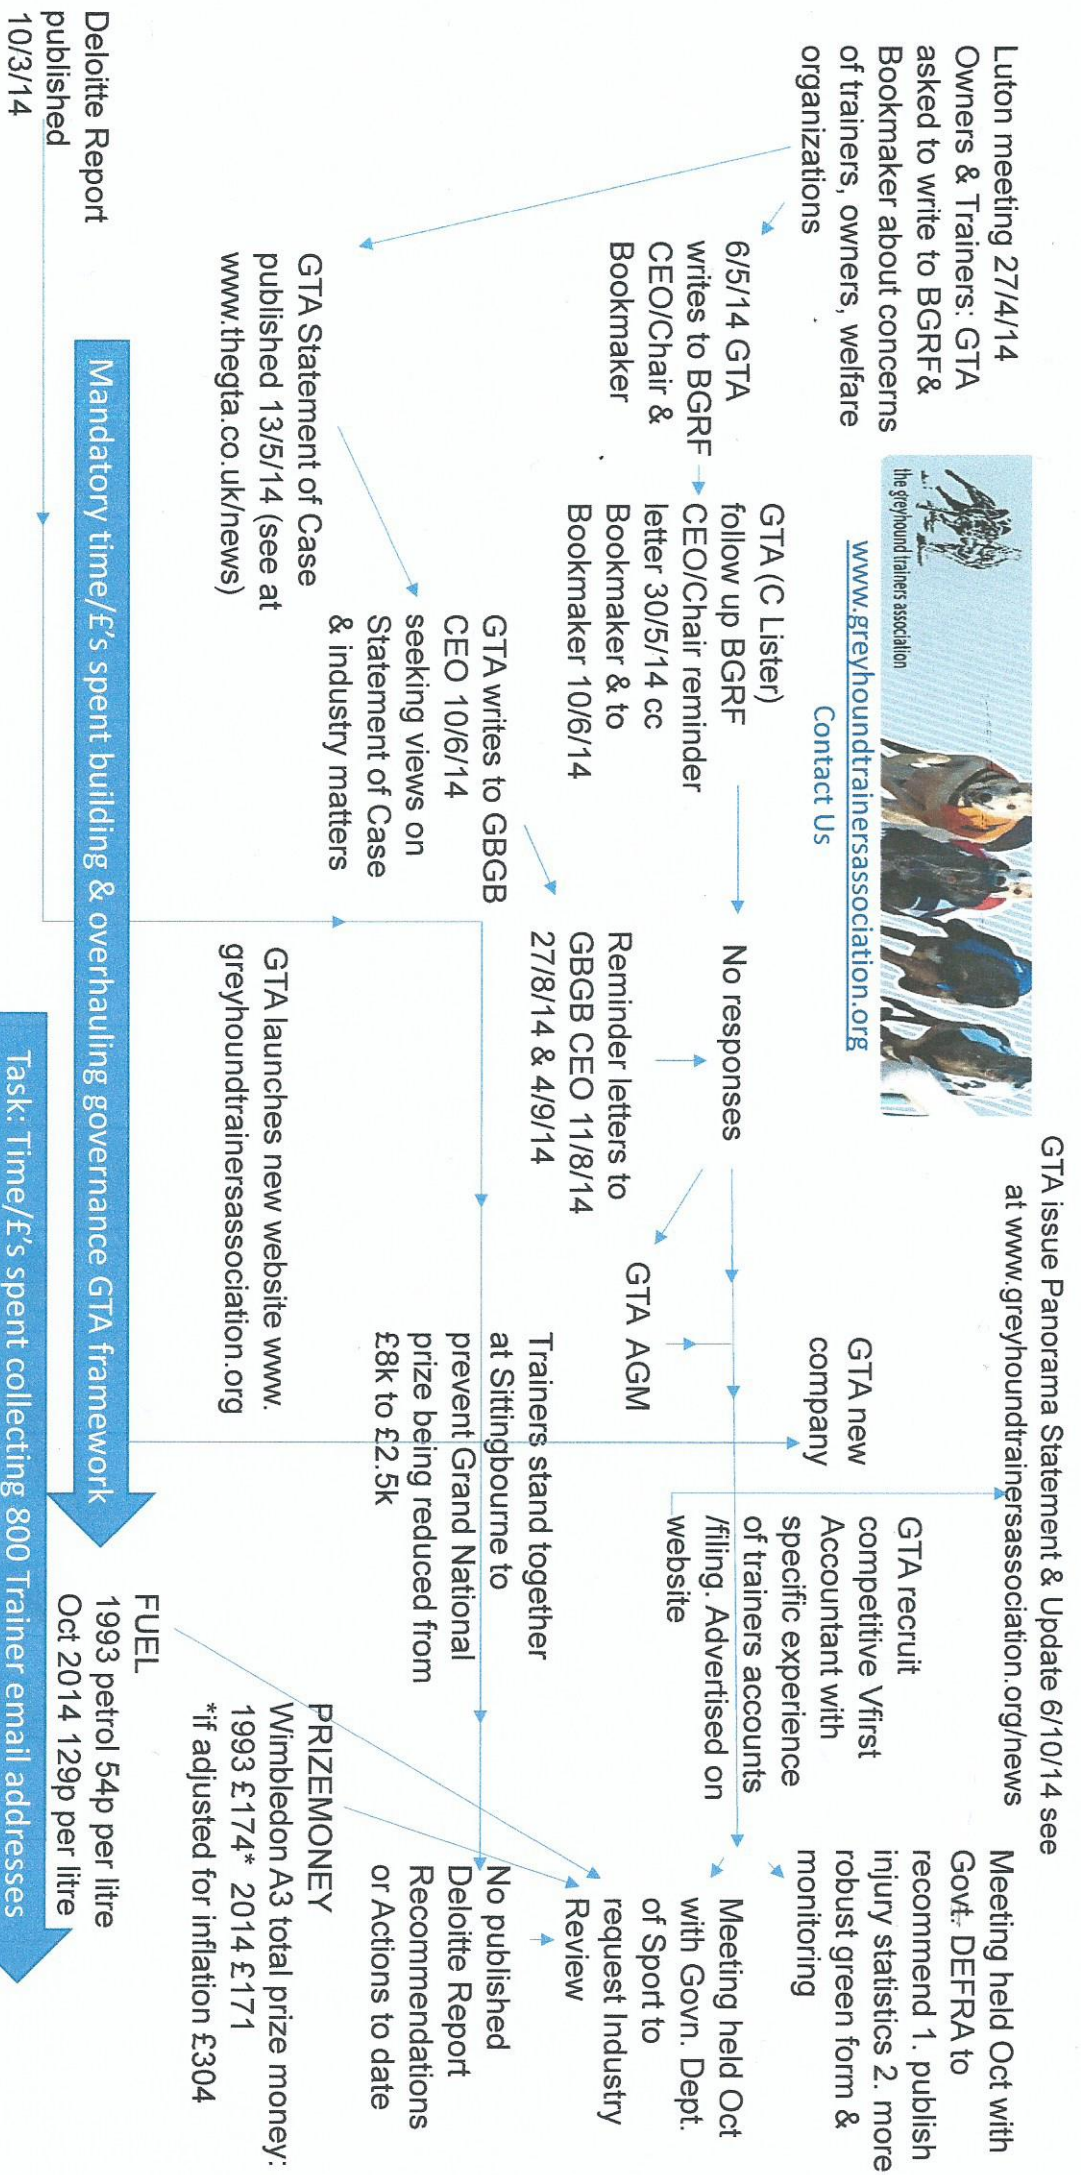 GTA issue Panorama Statement & Update 6/10/14 see
at www.greyhoundtrainersassociation.org/news
the greyhound trainers association
www.greyhoundtrainersassociation.org
Contact Us
Luton meeting 27/4/14
Owners & Trainers: GTA
asked to write to BGRF&
Bookmaker about concerns
of trainers, owners, welfare
organizations
6/5/14 GTA
writes to BGRF
CEO/Chair &
Bookmaker
GTA (C Lister)
follow up BGRF
CEO/Chair reminder
letter 30/5/14 cc
Bookmaker & to
Bookmaker 10/6/14
No responses
GTA new
company
GTA recruit
competitive Vfirst
Accountant with
specific experience
of trainers accounts
/filing. Advertised on
website
Meeting held Oct with
Govt. DEFRA to
recommend 1. publish
injury statistics 2. more
robust green form &
monitoring
GTA AGM
Meeting held Oct
with Govn. Dept.
of Sport to
request Industry
Review
GTA Statement of Case
published 13/5/14 (see at
www.thegta.co.uk/news)
GTA writes to GBGB
CEO 10/6/14
seeking views on
Statement of Case
& industry matters
Reminder letters to
GBGB CEO 11/8/14
27/8/14 & 4/9/14
Trainers stand together
at Sittingbourne to
prevent Grand National
prize being reduced from
£8k to £2.5k
No published
Deloitte Report
Recommendations
or Actions to date
GTA launches new website www.
greyhoundtrainersassociation.org
PRIZEMONEY
Wimbledon A3 total prize money:
1993 £174* 2014 £171
*if adjusted for inflation £304
FUEL
1993 petrol 54p per litre
Oct 2014 129p per litre
Deloitte Report
published
10/3/14
Mandatory time/£'s spent building & overhauling governance GTA framework
Task: Time/£'s spent collecting 800 Trainer email addresses